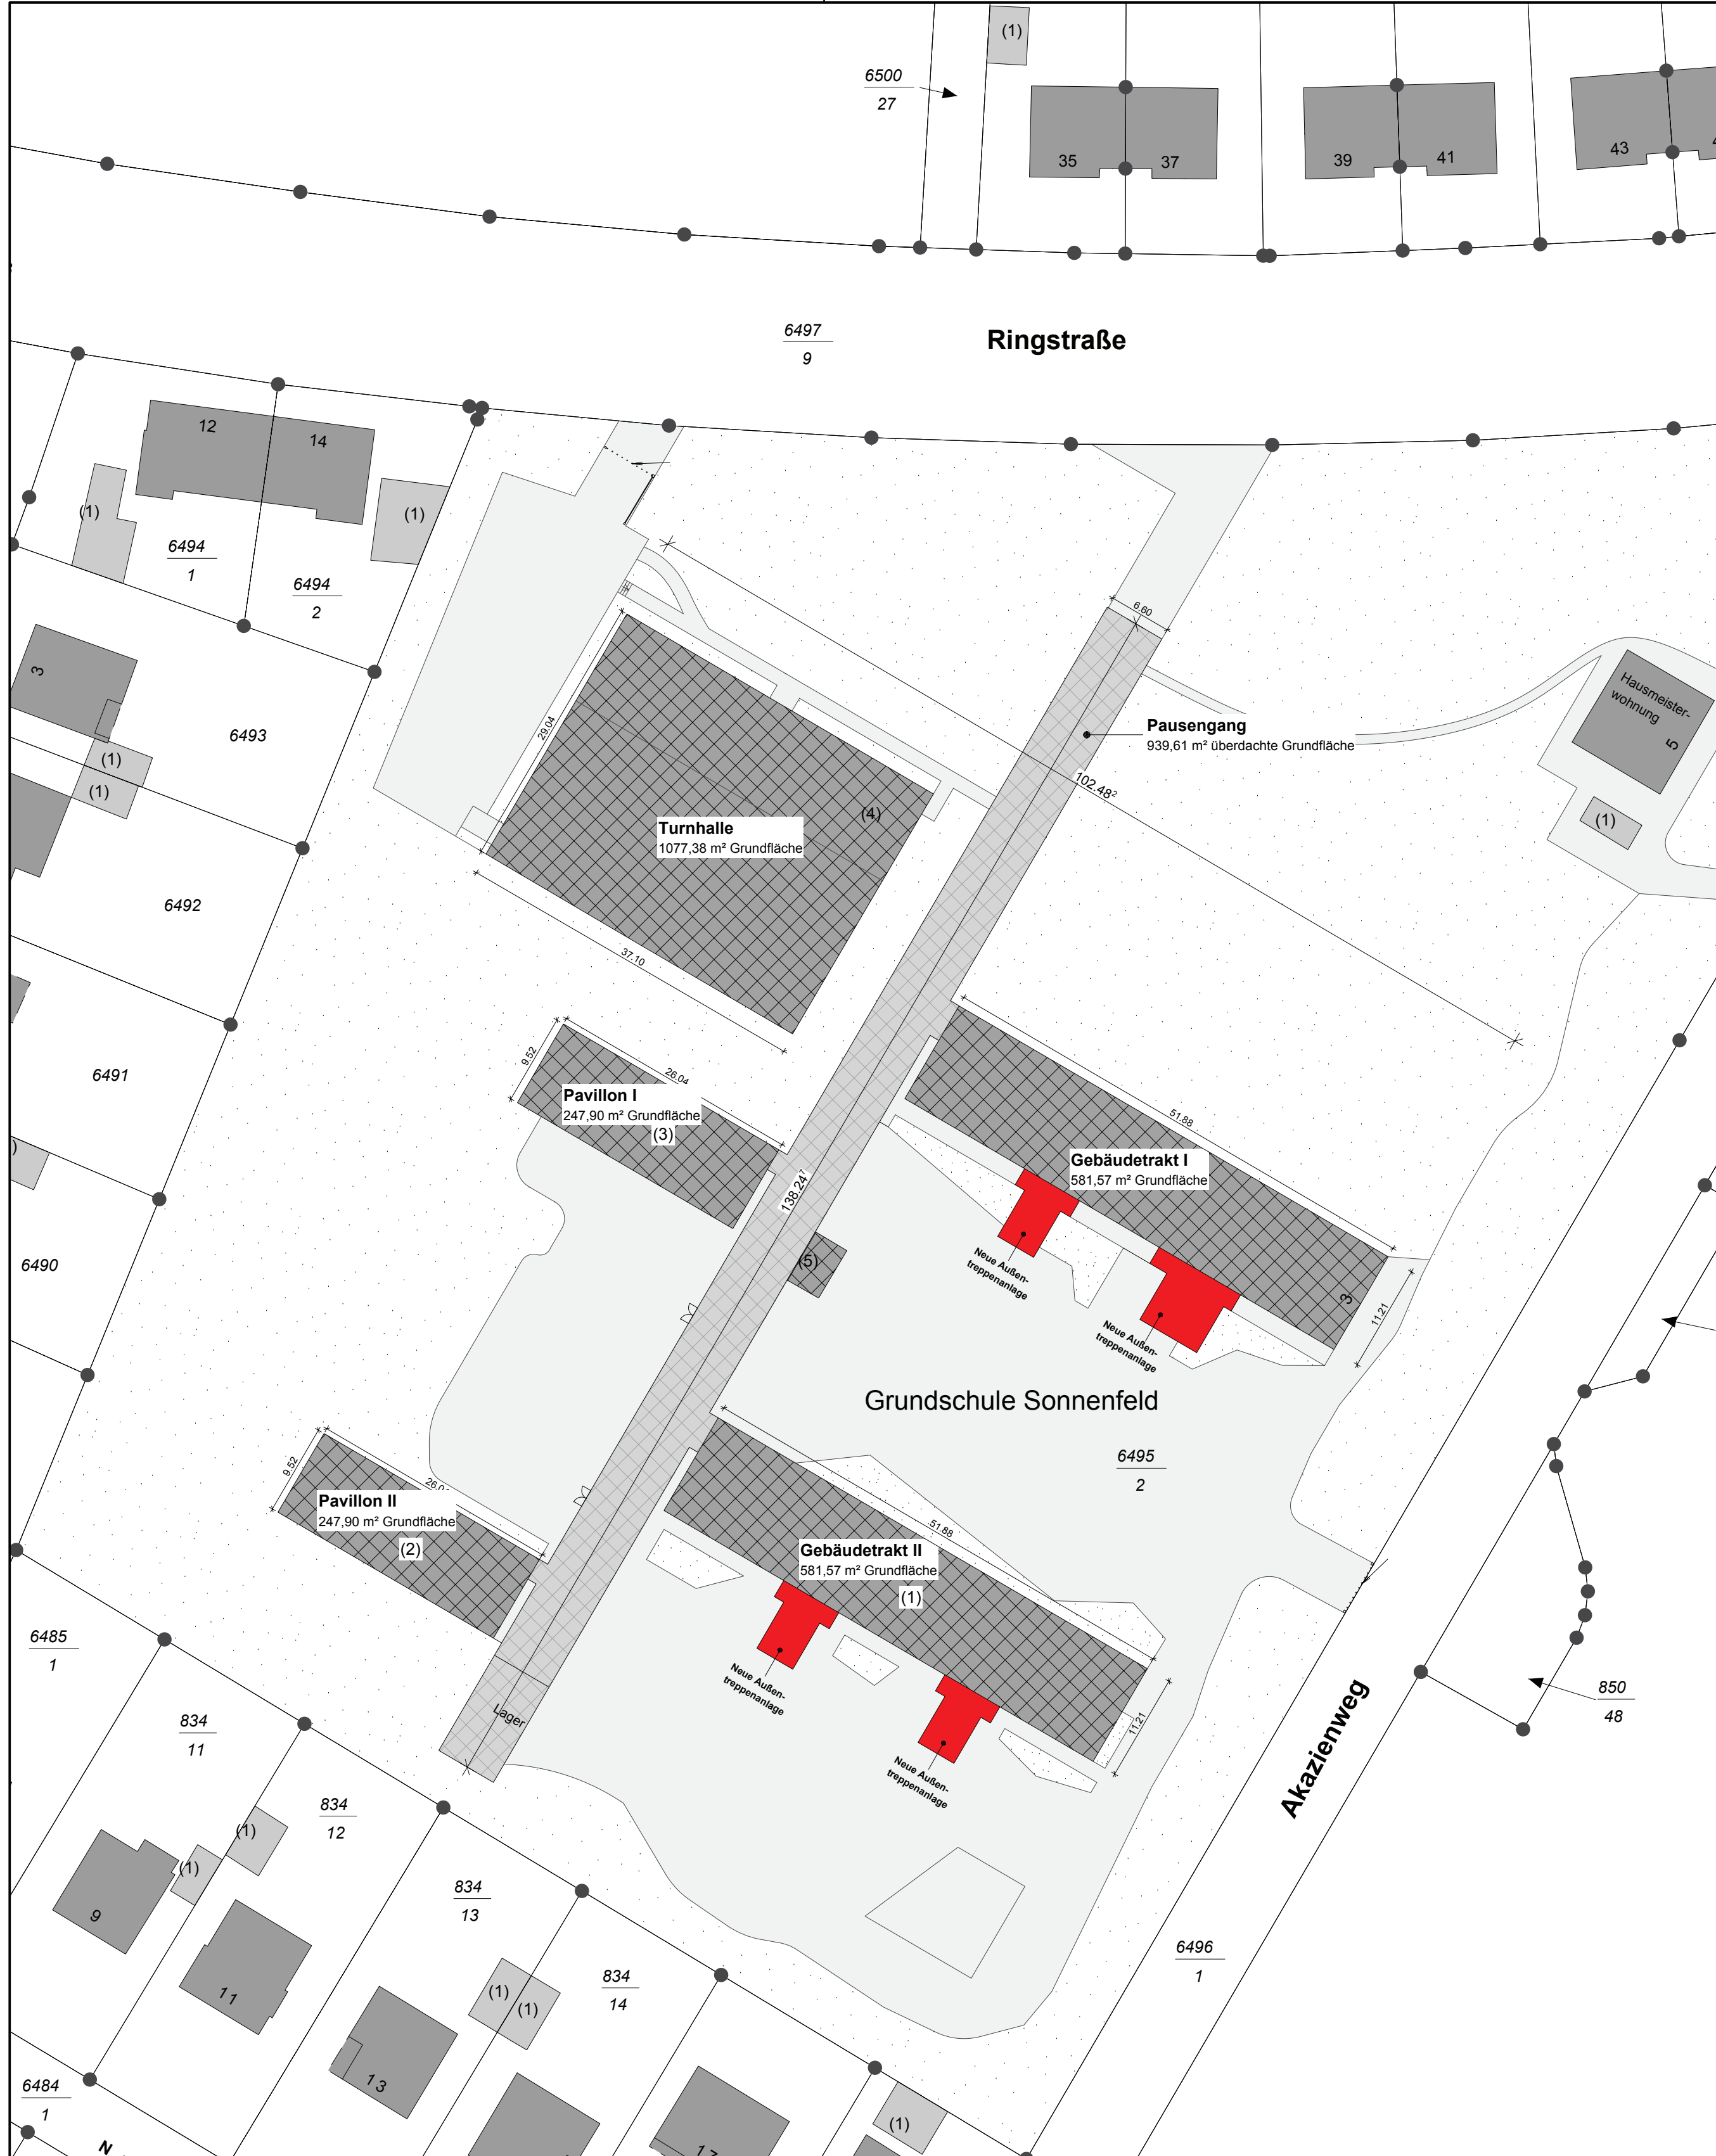 (1)
6500
27
35
37
39
41
43
6497
9
Ringstraße
12
14
(1)
(1)
6494
1
6494
2
3
6493
(1)
(1)
6.60
29.04
Pausengang
939,61 m² überdachte Grundfläche
102.48²
Hausmeister-
wohnung
5
(1)
(4)
Turnhalle
1077,38 m² Grundfläche
6492
37.10
6491
9.52
26.04
Pavillon I
247,90 m² Grundfläche
(3)
51.88
Gebäudetrakt I
581,57 m² Grundfläche
138.24⁷
(5)
Neue Außen-
treppenanlage
3
11.21
Neue Außen-
treppenanlage
6490
Grundschule Sonnenfeld
6495
2
9.52
Pavillon II
247,90 m² Grundfläche
(2)
51.88
Gebäudetrakt II
581,57 m² Grundfläche
(1)
6485
1
Neue Außen-
treppenanlage
11.21
Neue Außen-
treppenanlage
Lager
Akazienweg
850
48
834
11
834
12
(1)
(1)
9
834
13
11
6496
1
834
14
(1)
(1)
13
6484
1
(1)
N